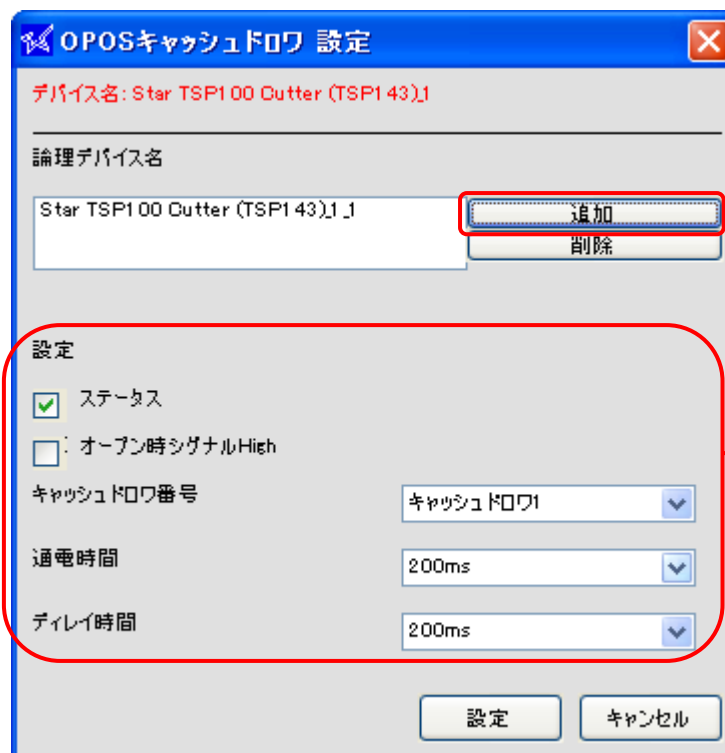 OPOSキャッシュドロワ 設定
デバイス名: Star TSP100 Cutter (TSP143)_1
論理デバイス名
Star TSP100 Cutter (TSP143)_1_1
追加
削除
設定
ステータス
オープン時シグナルHigh
キャッシュドロワ番号
キャッシュドロワ1
通電時間
200ms
ディレイ時間
200ms
設定
キャンセル